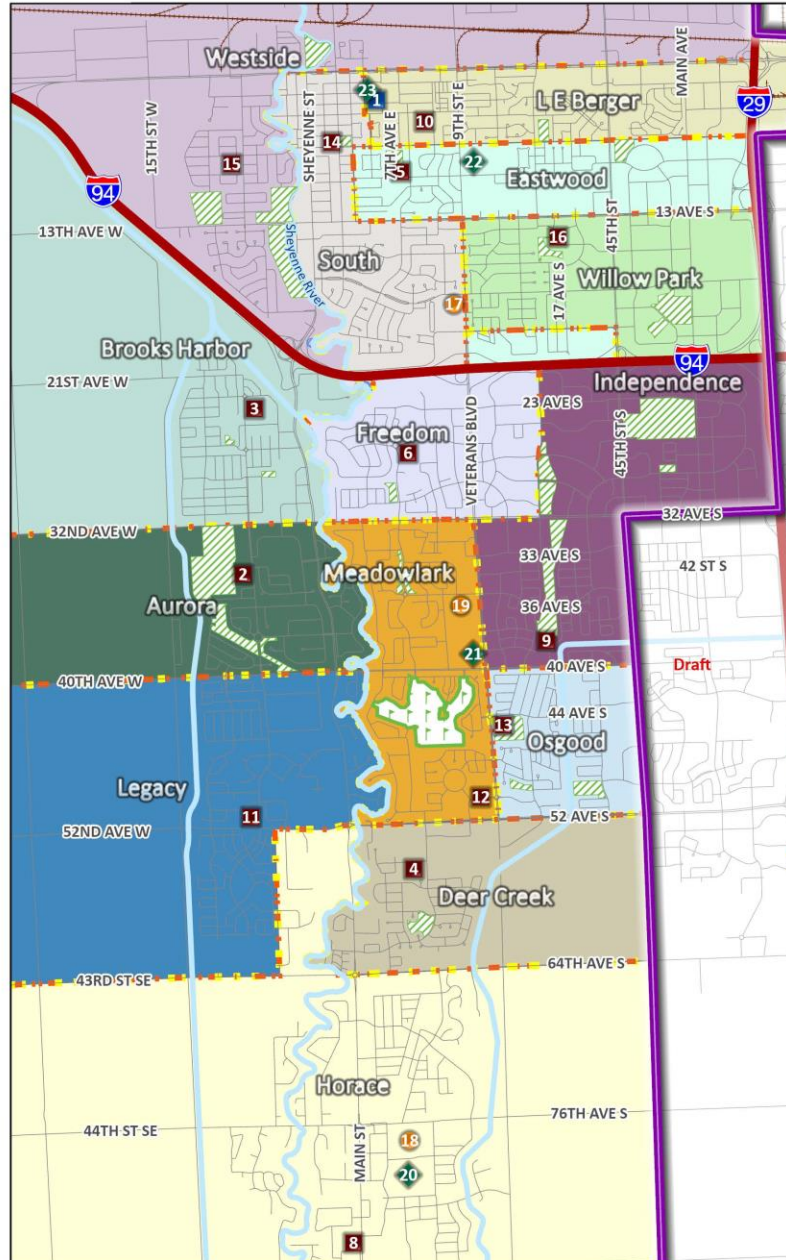 Westside
MAIN AVE
23
1
L E Berger
29
15TH ST W
SHEYENNE ST
7TH AVE E
9TH ST E
10
14
15
5
22
94
Eastwood
13TH AVE W
13 AVE S
45TH ST
16
South
Sheyenne River
17 AVE S
Willow Park
17
Brooks Harbor
94
21ST AVE W
Independence
3
VETERANS BLVD
23 AVE S
45TH ST S
Freedom
6
32ND AVE W
32 AVE S
33 AVE S
42 ST S
2
Meadowlark
Aurora
19
36 AVE S
9
21
40TH AVE W
40 AVE S
Draft
44 AVE S
13
Osgood
Legacy
12
11
52ND AVE W
52 AVE S
4
Deer Creek
43RD ST SE
64TH AVE S
Horace
76TH AVE S
44TH ST SE
MAIN ST
18
20
8